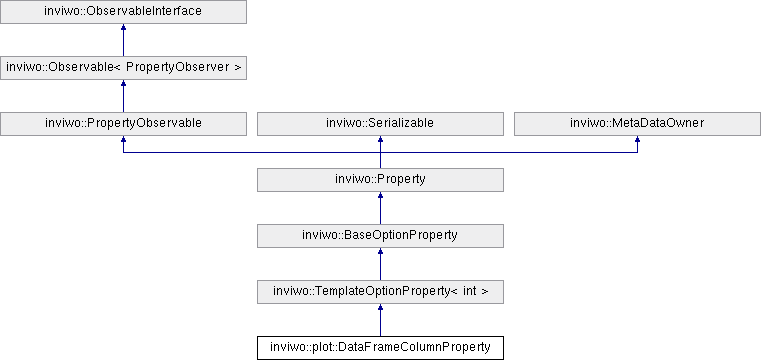 inviwo::ObservableInterface
inviwo::Observable< PropertyObserver >
inviwo::PropertyObservable
inviwo::Serializable
inviwo::MetaDataOwner
inviwo::Property
inviwo::BaseOptionProperty
inviwo::TemplateOptionProperty< int >
inviwo::plot::DataFrameColumnProperty